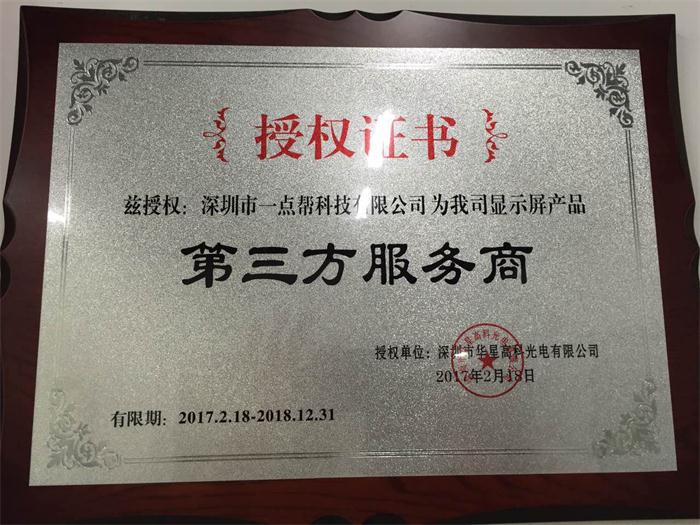 授权证书
兹授权：深圳市一点帮科技有限公司为我司显示屏产品
第三方服务商
授权单位：深圳市华星高科光电有限公司
2017年2月18日
有限期：2017.2.18-2018.12.31